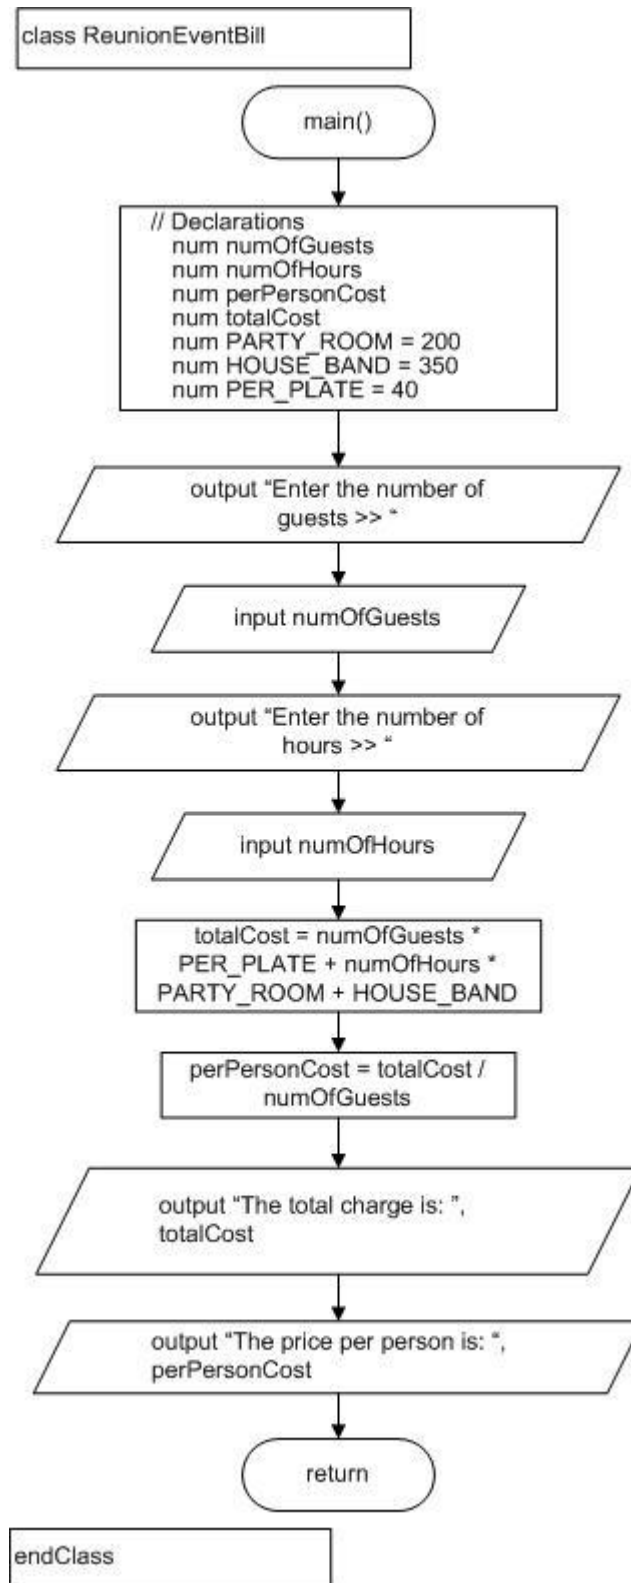 class ReunionEventBill
main()
// Declarations
num numOfGuests
num numOfHours
num perPersonCost
num totalCost
num PARTY_ROOM = 200
num HOUSE_BAND = 350
num PER_PLATE = 40
output “Enter the number of
guests >> “
input numOfGuests
output “Enter the number of
hours >> “
input numOfHours
totalCost = numOfGuests *
PER_PLATE + numOfHours *
PARTY_ROOM + HOUSE_BAND
perPersonCost = totalCost /
numOfGuests
output “The total charge is: ”,
totalCost
output “The price per person is: “,
perPersonCost
return
endClass